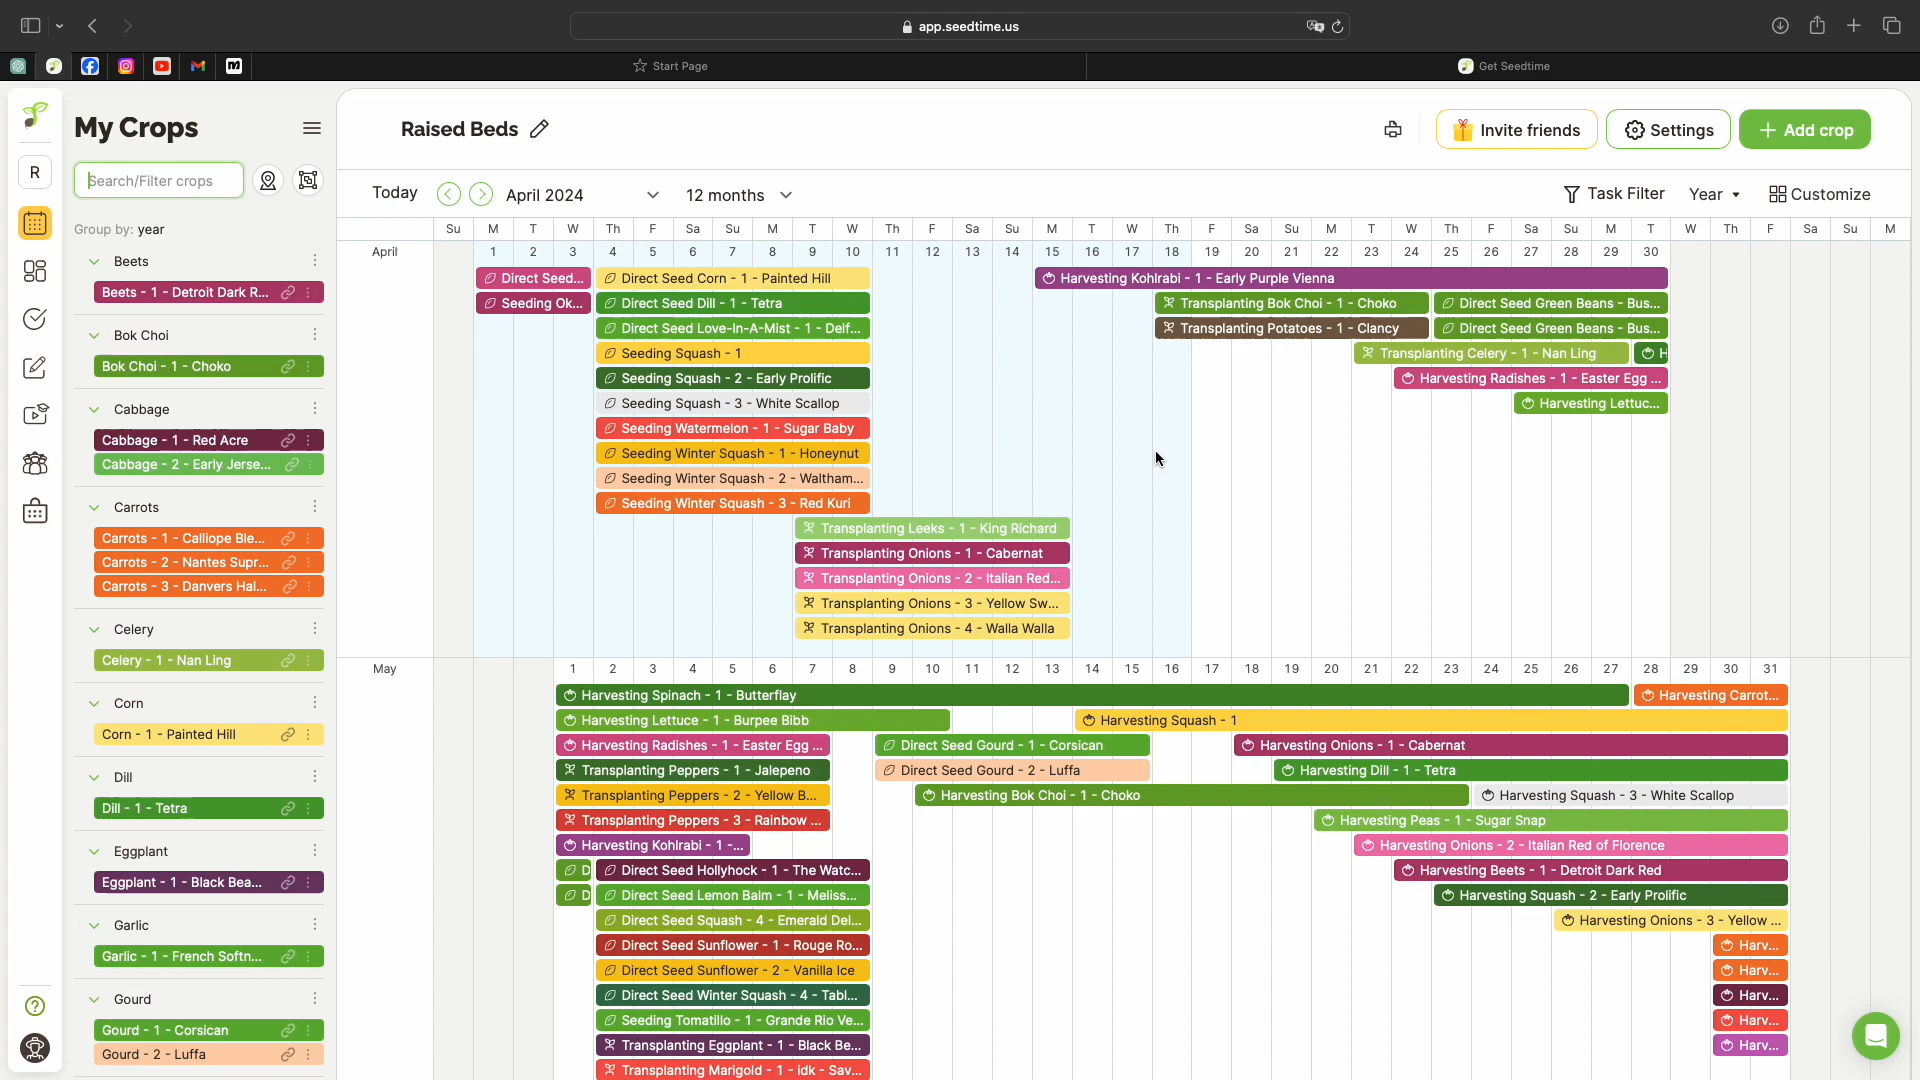 app.seedtime.us
Start Page
Get Seedtime
My Crops
Raised Beds
Invite friends
Settings
Add crop
R
Search/Filter crops
Today
April 2024
12 months
Task Filter
Year
Customize
Group by: year
Su M T W Th F Sa Su M T W Th F Sa Su M T W Th F Sa Su M T W Th F Sa Su M T W Th F Sa Su M
April 1 2 3 4 5 6 7 8 9 10 11 12 13 14 15 16 17 18 19 20 21 22 23 24 25 26 27 28 29 30
Beets
Beets - 1 - Detroit Dark R...
Bok Choi
Bok Choi - 1 - Choko
Cabbage
Cabbage - 1 - Red Acre
Cabbage - 2 - Early Jerse...
Carrots
Carrots - 1 - Calliope Ble...
Carrots - 2 - Nantes Supr...
Carrots - 3 - Danvers Hal...
Celery
Celery - 1 - Nan Ling
Corn
Corn - 1 - Painted Hill
Dill
Dill - 1 - Tetra
Eggplant
Eggplant - 1 - Black Bea...
Garlic
Garlic - 1 - French Softn...
Gourd
Gourd - 1 - Corsican
Gourd - 2 - Luffa
Direct Seed...
Direct Seed Corn - 1 - Painted Hill
Harvesting Kohlrabi - 1 - Early Purple Vienna
Seeding Ok...
Direct Seed Dill - 1 - Tetra
Transplanting Bok Choi - 1 - Choko
Direct Seed Green Beans - Bus...
Direct Seed Love-In-A-Mist - 1 - Delf...
Transplanting Potatoes - 1 - Clancy
Direct Seed Green Beans - Bus...
Seeding Squash - 1
Transplanting Celery - 1 - Nan Ling
H
Seeding Squash - 2 - Early Prolific
Harvesting Radishes - 1 - Easter Egg ...
Seeding Squash - 3 - White Scallop
Harvesting Lettuc...
Seeding Watermelon - 1 - Sugar Baby
Seeding Winter Squash - 1 - Honeynut
Seeding Winter Squash - 2 - Waltham...
Seeding Winter Squash - 3 - Red Kuri
Transplanting Leeks - 1 - King Richard
Transplanting Onions - 1 - Cabernat
Transplanting Onions - 2 - Italian Red...
Transplanting Onions - 3 - Yellow Sw...
Transplanting Onions - 4 - Walla Walla
May 1 2 3 4 5 6 7 8 9 10 11 12 13 14 15 16 17 18 19 20 21 22 23 24 25 26 27 28 29 30 31
Harvesting Spinach - 1 - Butterflay
Harvesting Carrot...
Harvesting Lettuce - 1 - Burpee Bibb
Harvesting Squash - 1
Harvesting Radishes - 1 - Easter Egg ...
Direct Seed Gourd - 1 - Corsican
Harvesting Onions - 1 - Cabernat
Transplanting Peppers - 1 - Jalepeno
Direct Seed Gourd - 2 - Luffa
Harvesting Dill - 1 - Tetra
Transplanting Peppers - 2 - Yellow B...
Harvesting Bok Choi - 1 - Choko
Harvesting Squash - 3 - White Scallop
Transplanting Peppers - 3 - Rainbow ...
Harvesting Peas - 1 - Sugar Snap
Harvesting Kohlrabi - 1 -...
Harvesting Onions - 2 - Italian Red of Florence
D
Direct Seed Hollyhock - 1 - The Watc...
Harvesting Beets - 1 - Detroit Dark Red
D
Direct Seed Lemon Balm - 1 - Meliss...
Harvesting Squash - 2 - Early Prolific
Direct Seed Squash - 4 - Emerald Del...
Harvesting Onions - 3 - Yellow ...
Direct Seed Sunflower - 1 - Rouge Ro...
Harv...
Direct Seed Sunflower - 2 - Vanilla Ice
Harv...
Direct Seed Winter Squash - 4 - Tabl...
Harv...
Seeding Tomatillo - 1 - Grande Rio Ve...
Harv...
Transplanting Eggplant - 1 - Black Be...
Harv...
Transplanting Marigold - 1 - idk - Sav...